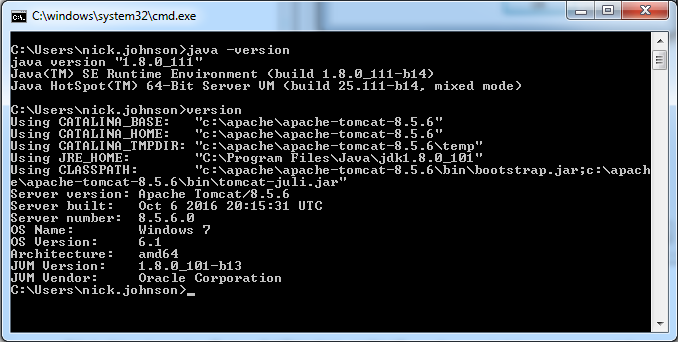 C:\windows\system32\cmd.exe
C:\Users\nick.johnson>java -version
java version "1.8.0_111"
Java(TM) SE Runtime Environment (build 1.8.0_111-b14)
Java HotSpot(TM) 64-Bit Server VM (build 25.111-b14, mixed mode)
C:\Users\nick.johnson>version
Using CATALINA_BASE:   "c:\apache\apache-tomcat-8.5.6"
Using CATALINA_HOME:   "c:\apache\apache-tomcat-8.5.6"
Using CATALINA_TMPDIR: "c:\apache\apache-tomcat-8.5.6\temp"
Using JRE_HOME:        "C:\Program Files\Java\jdk1.8.0_101"
Using CLASSPATH:       "c:\apache\apache-tomcat-8.5.6\bin\bootstrap.jar;c:\apach
e\apache-tomcat-8.5.6\bin\tomcat-juli.jar"
Server version: Apache Tomcat/8.5.6
Server built:   Oct 6 2016 20:15:31 UTC
Server number:  8.5.6.0
OS Name:        Windows 7
OS Version:     6.1
Architecture:   amd64
JVM Version:    1.8.0_101-b13
JVM Vendor:     Oracle Corporation
C:\Users\nick.johnson>_